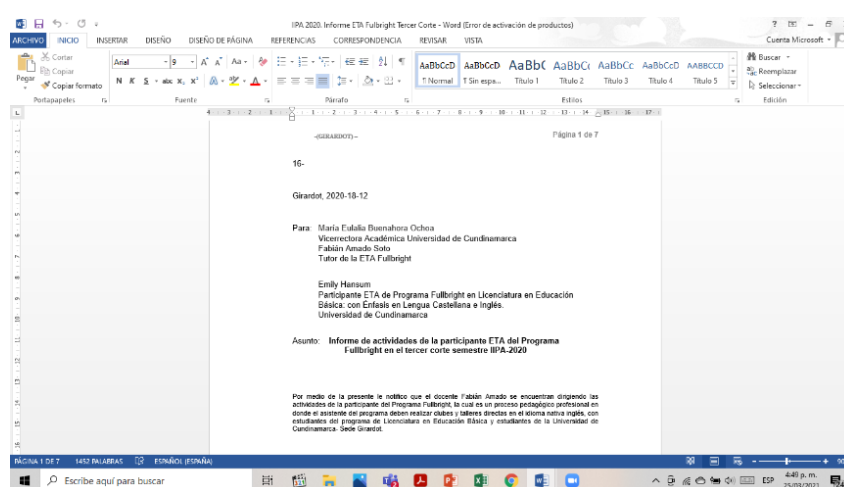 IPA 2020. Informe ETA Fulbright Tercer Corte - Word (Error de activación de productos)
ARCHIVO INICIO INSERTAR DISEÑO DISEÑO DE PÁGINA REFERENCIAS CORRESPONDENCIA REVISAR VISTA Cuenta Microsoft
Pegar
Cortar
Copiar
Copiar formato
Arial 9
N K S abc x, x²
AaBbCcD AaBbCcD AaBbC AaBbC AaBbCc AaBbCcD AABBCCD
¶ Normal ¶ Sin espa... Título 1 Título 2 Título 3 Título 4 Título 5
Buscar
Reemplazar
Seleccionar
Portapapeles Fuente Párrafo Estilos Edición
-(GIRARDOT)-
Página 1 de 7
16-
Girardot, 2020-18-12
Para: María Eulalia Buenahora Ochoa
Vicerrectora Académica Universidad de Cundinamarca
Fabián Amado Soto
Tutor de la ETA Fullbright
Emily Hansum
Participante ETA de Programa Fullbright en Licenciatura en Educación
Básica: con Énfasis en Lengua Castellana e Inglés.
Universidad de Cundinamarca
Asunto: Informe de actividades de la participante ETA del Programa
Fullbright en el tercer corte semestre IIPA-2020
Por medio de la presente le notifico que el docente Fabián Amado se encuentran dirigiendo las
actividades de la participante del Programa Fullbright, la cual es un proceso pedagógico profesional en
donde el asistente del programa deben realizar clubes y talleres directas en el idioma nativa inglés, con
estudiantes del programa de Licenciatura en Educación Básica y estudiantes de la Universidad de
Cundinamarca- Sede Girardot.
PÁGINA 1 DE 7 1452 PALABRAS ESPAÑOL (ESPAÑA)
Escribe aquí para buscar
ESP
4:49 p. m.
25/03/2021